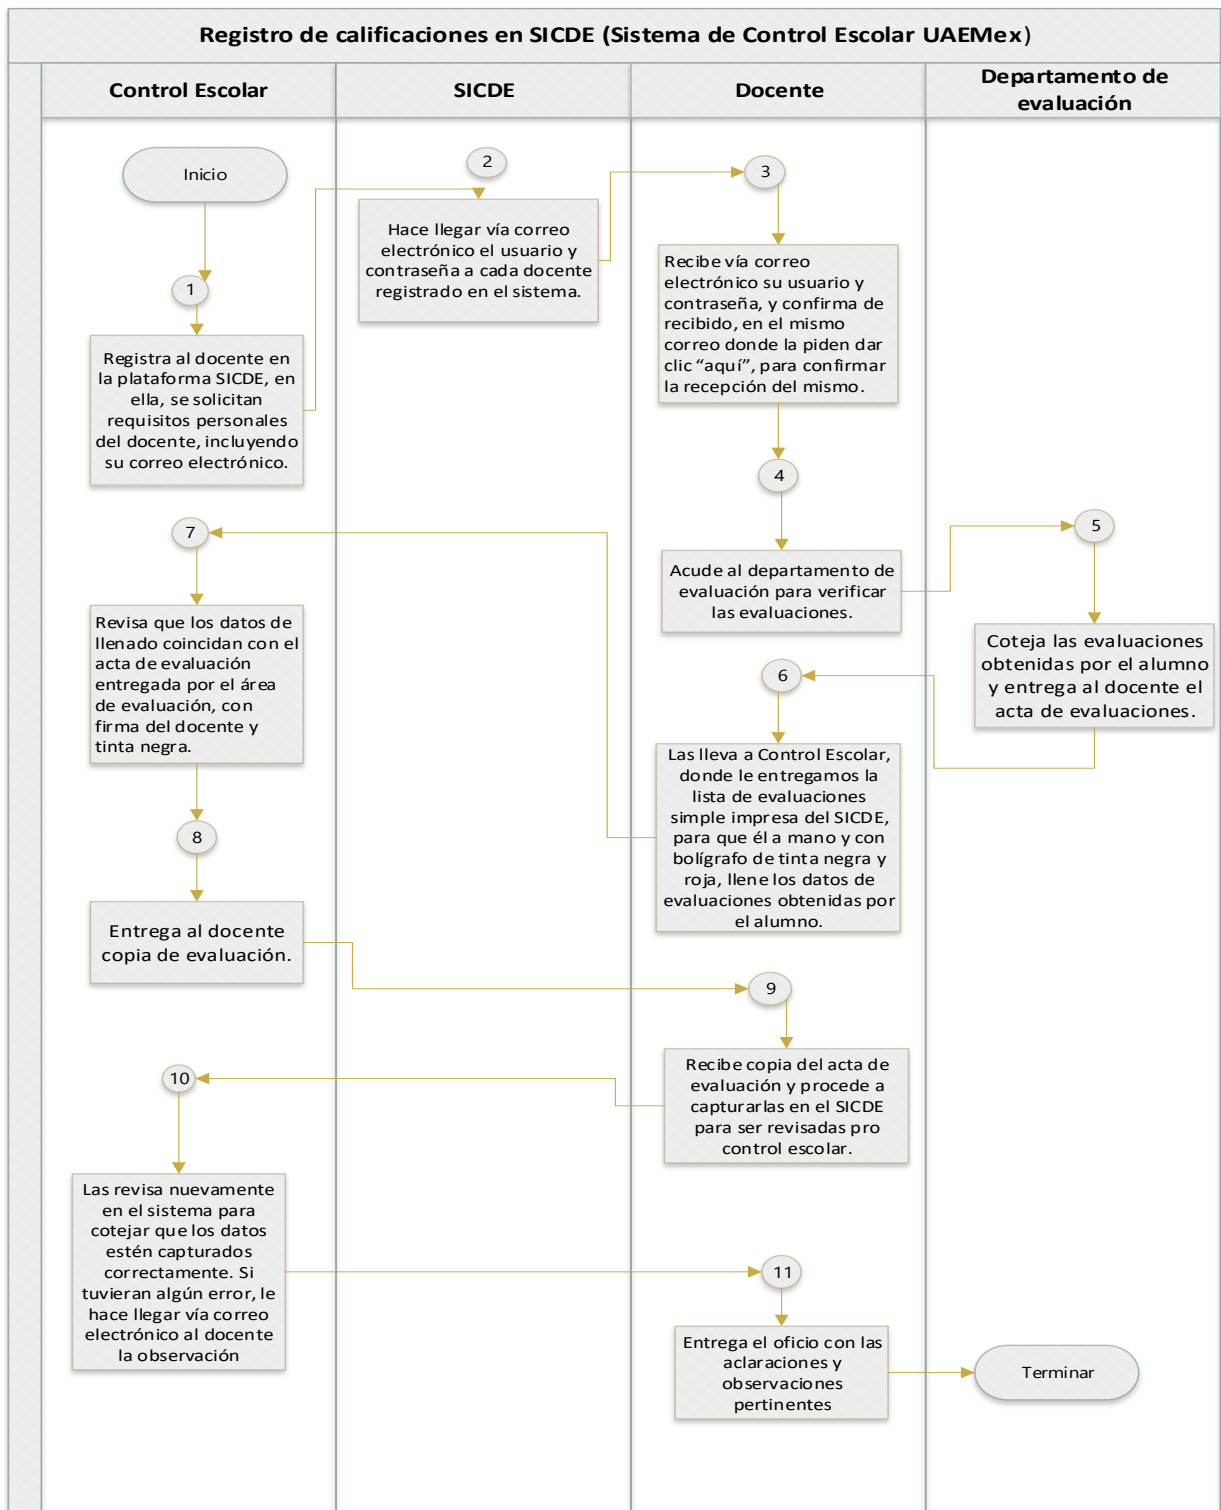 Registro de calificaciones en SICDE (Sistema de Control Escolar UAEMex)
Control Escolar
SICDE
Docente
Departamento de
evaluación
Inicio
1
Registra al docente en
la plataforma SICDE, en
ella, se solicitan
requisitos personales
del docente, incluyendo
su correo electrónico.
2
Hace llegar vía correo
electrónico el usuario y
contraseña a cada docente
registrado en el sistema.
3
Recibe vía correo
electrónico su usuario y
contraseña, y confirma de
recibido, en el mismo
correo donde la piden dar
clic “aquí”, para confirmar
la recepción del mismo.
4
Acude al departamento de
evaluación para verificar
las evaluaciones.
5
Coteja las evaluaciones
obtenidas por el alumno
y entrega al docente el
acta de evaluaciones.
6
Las lleva a Control Escolar,
donde le entregamos la
lista de evaluaciones
simple impresa del SICDE,
para que él a mano y con
bolígrafo de tinta negra y
roja, llene los datos de
evaluaciones obtenidas por
el alumno.
7
Revisa que los datos de
llenado coincidan con el
acta de evaluación
entregada por el área
de evaluación, con
firma del docente y
tinta negra.
8
Entrega al docente
copia de evaluación.
9
Recibe copia del acta de
evaluación y procede a
capturarlas en el SICDE
para ser revisadas pro
control escolar.
10
Las revisa nuevamente
en el sistema para
cotejar que los datos
estén capturados
correctamente. Si
tuvieran algún error, le
hace llegar vía correo
electrónico al docente
la observación
11
Entrega el oficio con las
aclaraciones y
observaciones
pertinentes
Terminar